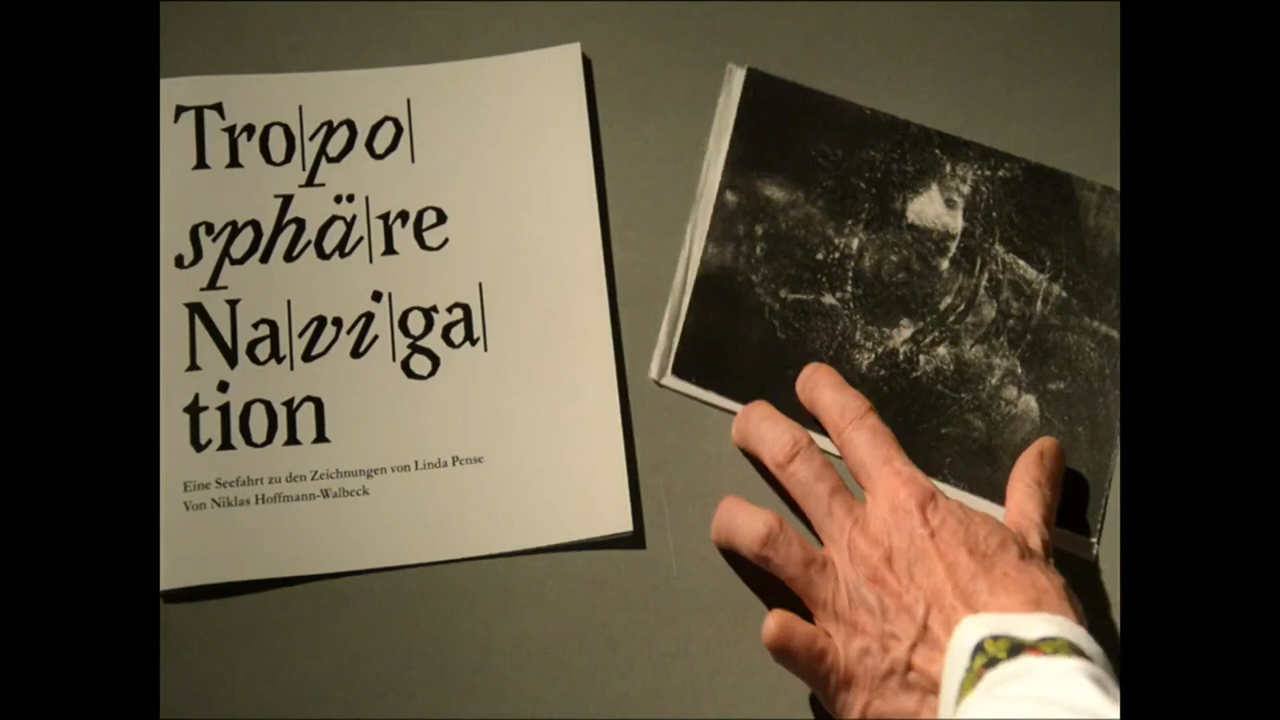 Tro|po|
sphä|re
Na|vi|ga|
tion
Eine Seefahrt zu den Zeichnungen von Linda Pense
Von Niklas Hoffmann-Walbeck